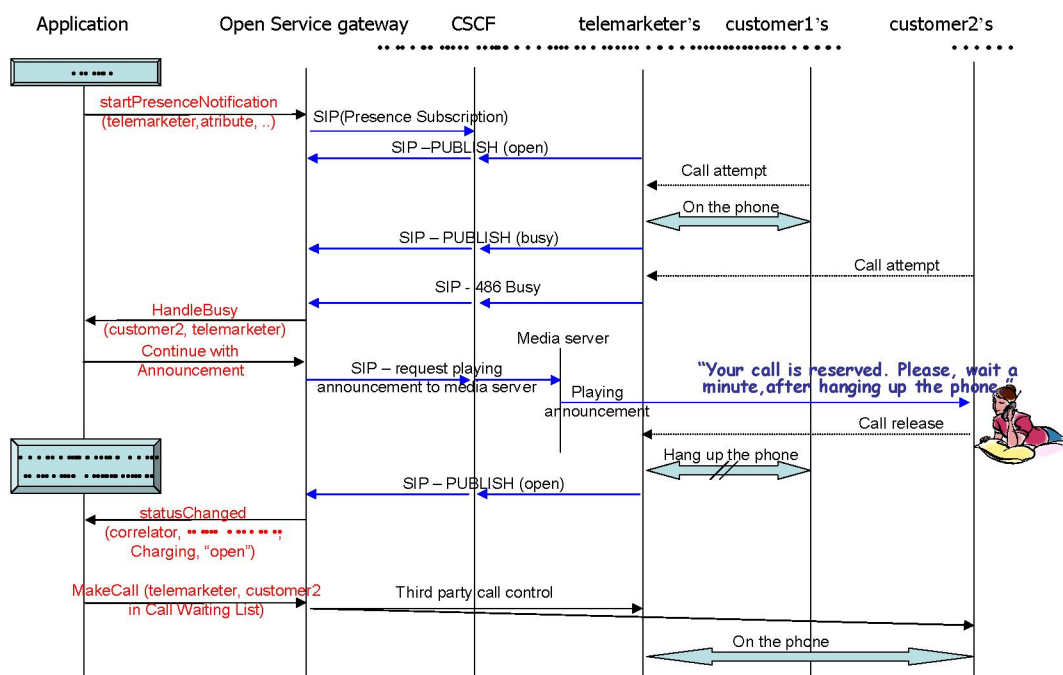 Application
Open Service gateway
CSCF
telemarketer's
customer1's
customer2's
startPresenceNotification
(telemarketer,atribute, ..)
SIP(Presence Subscription)
SIP –PUBLISH (open)
Call attempt
On the phone
SIP – PUBLISH (busy)
Call attempt
SIP - 486 Busy
HandleBusy
(customer2, telemarketer)
Continue with
Announcement
Media server
SIP – request playing
announcement to media server
"Your call is reserved. Please, wait a
minute,after hanging up the phone."
Playing
announcement
Call release
Hang up the phone
SIP – PUBLISH (open)
statusChanged
(correlator,
Charging, "open")
MakeCall (telemarketer, customer2
in Call Waiting List)
Third party call control
On the phone